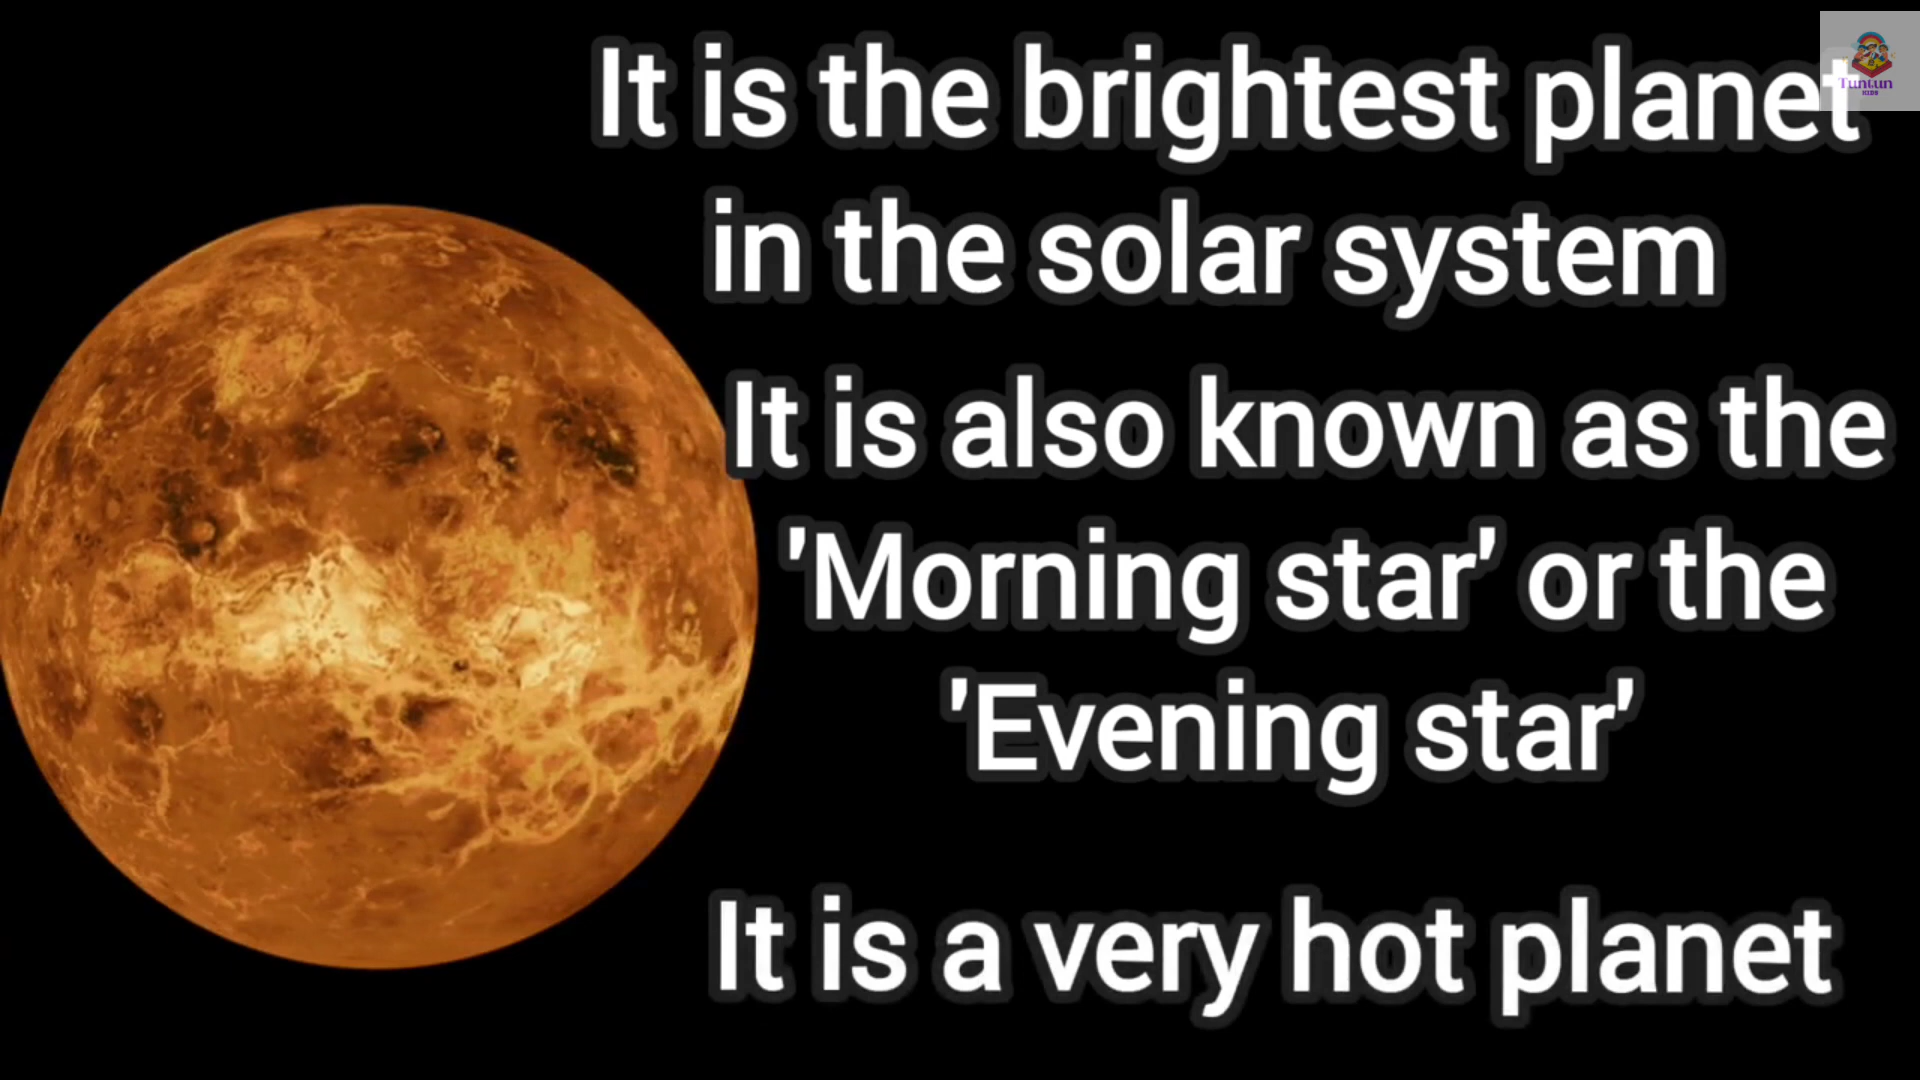 It is the brightest planet
in the solar system
It is also known as the
'Morning star' or the
'Evening star'
It is a very hot planet
Tuntun
KIDS